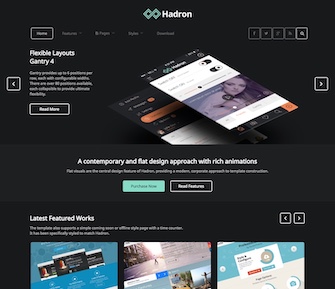 Hadron
Home Features Pages Styles Download
Flexible Layouts
Gantry 4
Gantry provides up to 6 positions per
row, each with configurable widths.
There are over 80 positions available,
each collapsible to provide ultimate
flexibility.
Read More
Hadron
A contemporary and flat design approach with rich animations
Flat visuals are the central design feature of Hadron, providing a modern, corporate approach to template construction.
Purchase Now Read Features
Latest Featured Works
The template also supports a simple coming soon or offline style page with a time counter.
It has been specifically styled to match Hadron.